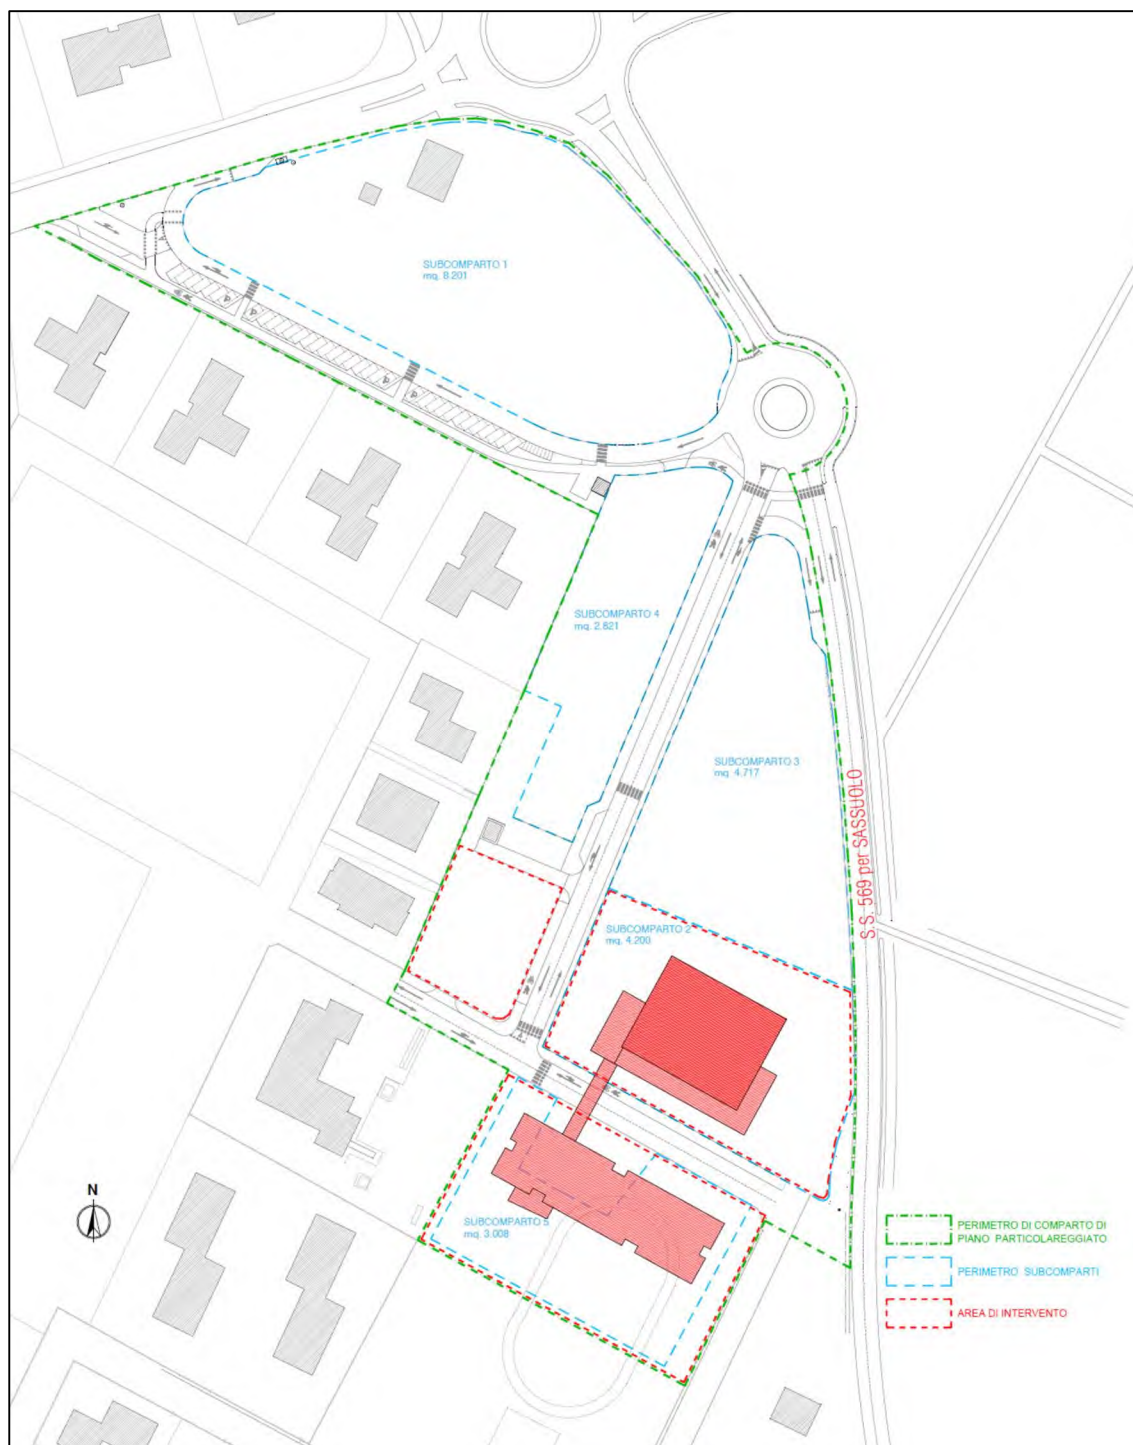 SUBCOMPARTO 1
mq. 8.201
P
P
P
P
SUBCOMPARTO 4
mq. 2.821
SUBCOMPARTO 3
mq. 4.717
S.S. 569 per SASSUOLO
SUBCOMPARTO 2
mq. 4.200
N
SUBCOMPARTO 5
mq. 3.008
PERIMETRO DI COMPARTO DI
PIANO PARTICOLAREGGIATO
PERIMETRO SUBCOMPARTI
AREA DI INTERVENTO